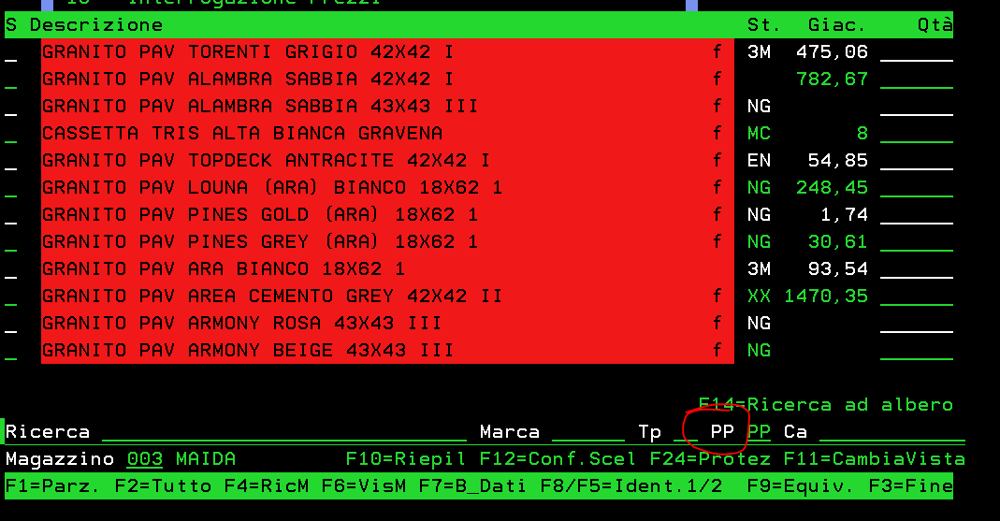 10   Interrogazione Prezzi
S Descrizione St. Giac. Qtà
_ GRANITO PAV TORENTI GRIGIO 42X42 I f 3M 475,06 ______
_ GRANITO PAV ALAMBRA SABBIA 42X42 I f 782,67 ______
_ GRANITO PAV ALAMBRA SABBIA 43X43 III f NG ______
_ CASSETTA TRIS ALTA BIANCA GRAVENA f MC 8 ______
_ GRANITO PAV TOPDECK ANTRACITE 42X42 I f EN 54,85 ______
_ GRANITO PAV LOUNA (ARA) BIANCO 18X62 1 f NG 248,45 ______
_ GRANITO PAV PINES GOLD (ARA) 18X62 1 f NG 1,74 ______
_ GRANITO PAV PINES GREY (ARA) 18X62 1 f NG 30,61 ______
_ GRANITO PAV ARA BIANCO 18X62 1 3M 93,54 ______
_ GRANITO PAV AREA CEMENTO GREY 42X42 II f XX 1470,35 ______
_ GRANITO PAV ARMONY ROSA 43X43 III f NG ______
_ GRANITO PAV ARMONY BEIGE 43X43 III f NG ______
F14=Ricerca ad albero
Ricerca ______________________________ Marca ______ Tp __ PP PP Ca ____________
Magazzino 003 MAIDA F10=Riepil F12=Conf.Scel F24=Protez F11=CambiaVista
F1=Parz. F2=Tutto F4=RicM F6=VisM F7=B_Dati F8/F5=Ident.1/2 F9=Equiv. F3=Fine